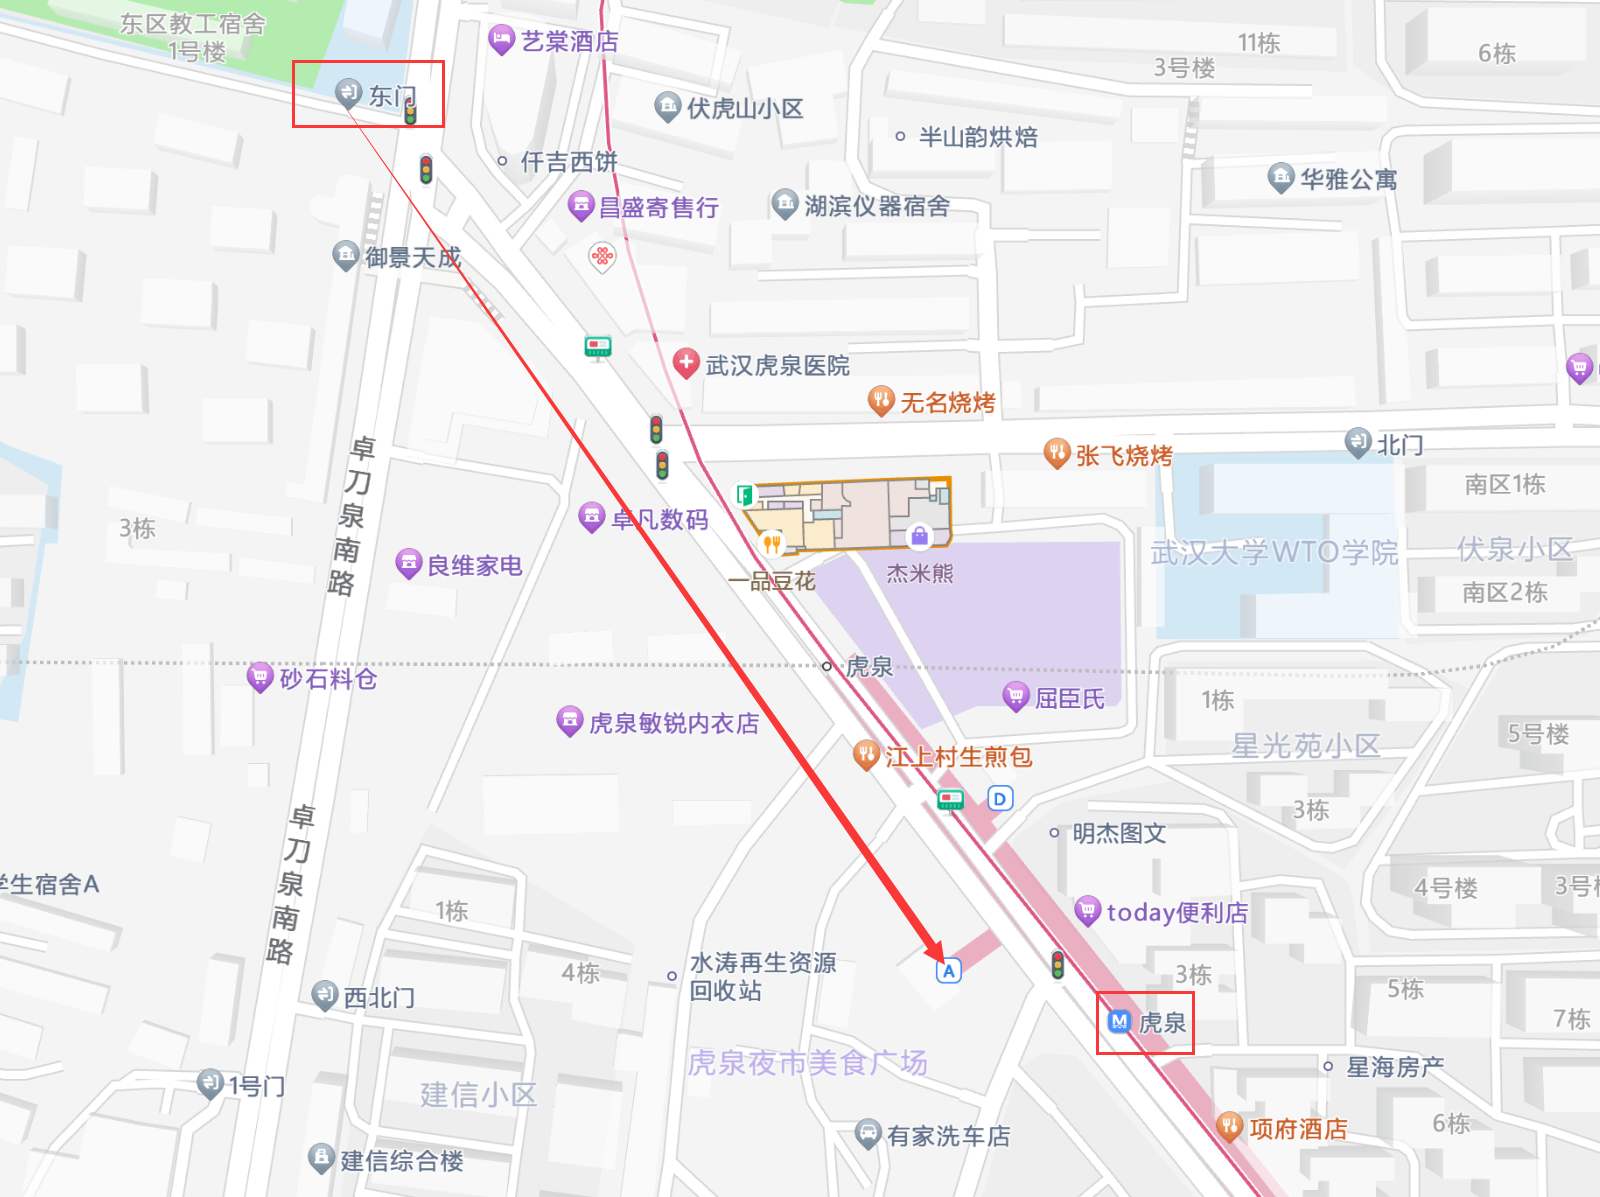 东区教工宿舍
1号楼
艺棠酒店
11栋
3号楼
6栋
东门
伏虎山小区
半山韵烘焙
仟吉西饼
华雅公寓
昌盛寄售行
湖滨仪器宿舍
御景天成
武汉虎泉医院
无名烧烤
张飞烧烤
北门
卓刀泉南路
南区1栋
3栋
卓凡数码
良维家电
一品豆花
杰米熊
武汉大学WTO学院
伏泉小区
南区2栋
虎泉
砂石料仓
屈臣氏
1栋
虎泉敏锐内衣店
江上村生煎包
星光苑小区
5号楼
D
3栋
卓刀泉南路
明杰图文
学生宿舍A
1栋
today便利店
4号楼
3号
水涛再生资源
回收站
4栋
A
3栋
5栋
西北门
M
虎泉
7栋
虎泉夜市美食广场
星海房产
1号门
建信小区
有家洗车店
项府酒店
6栋
建信综合楼